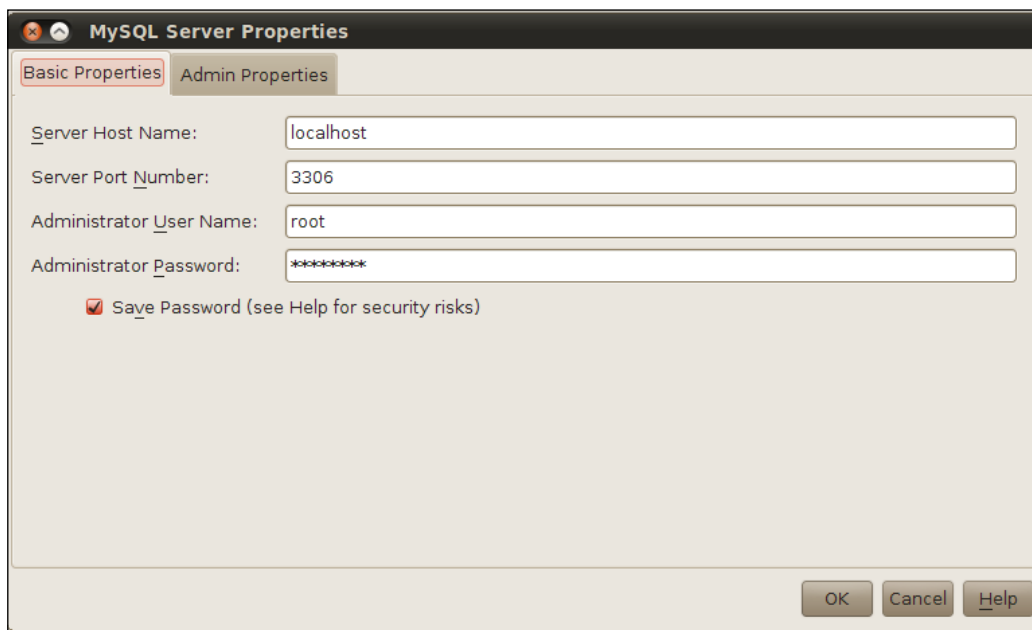 MySQL Server Properties
Basic Properties Admin Properties
Server Host Name: localhost
Server Port Number: 3306
Administrator User Name: root
Administrator Password: ********
Save Password (see Help for security risks)
OK Cancel Help